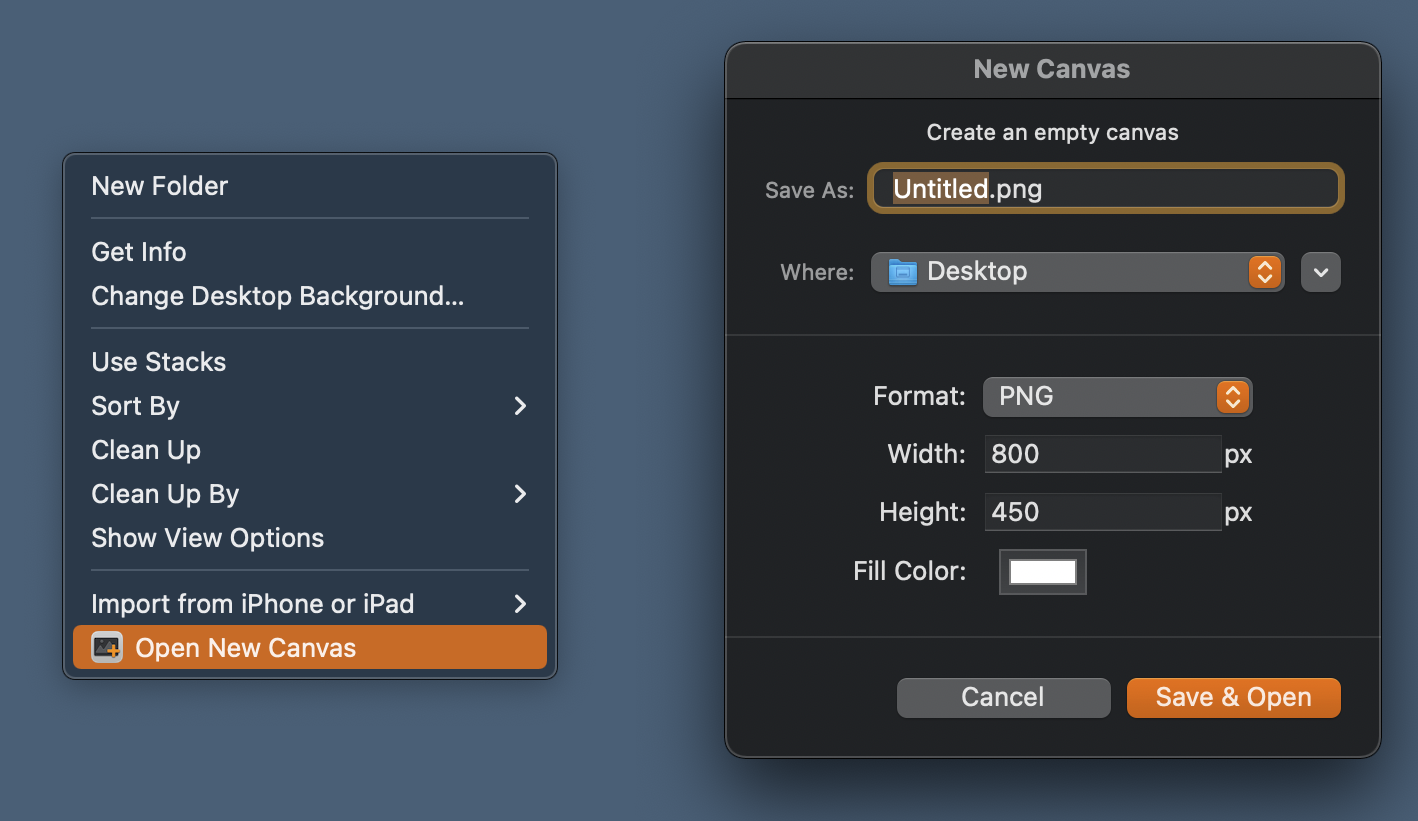 New Folder
Get Info
Change Desktop Background...
Use Stacks
Sort By
Clean Up
Clean Up By
Show View Options
Import from iPhone or iPad
Open New Canvas
New Canvas
Create an empty canvas
Save As: Untitled.png
Where: Desktop
Format: PNG
Width: 800 px
Height: 450 px
Fill Color:
Cancel Save & Open